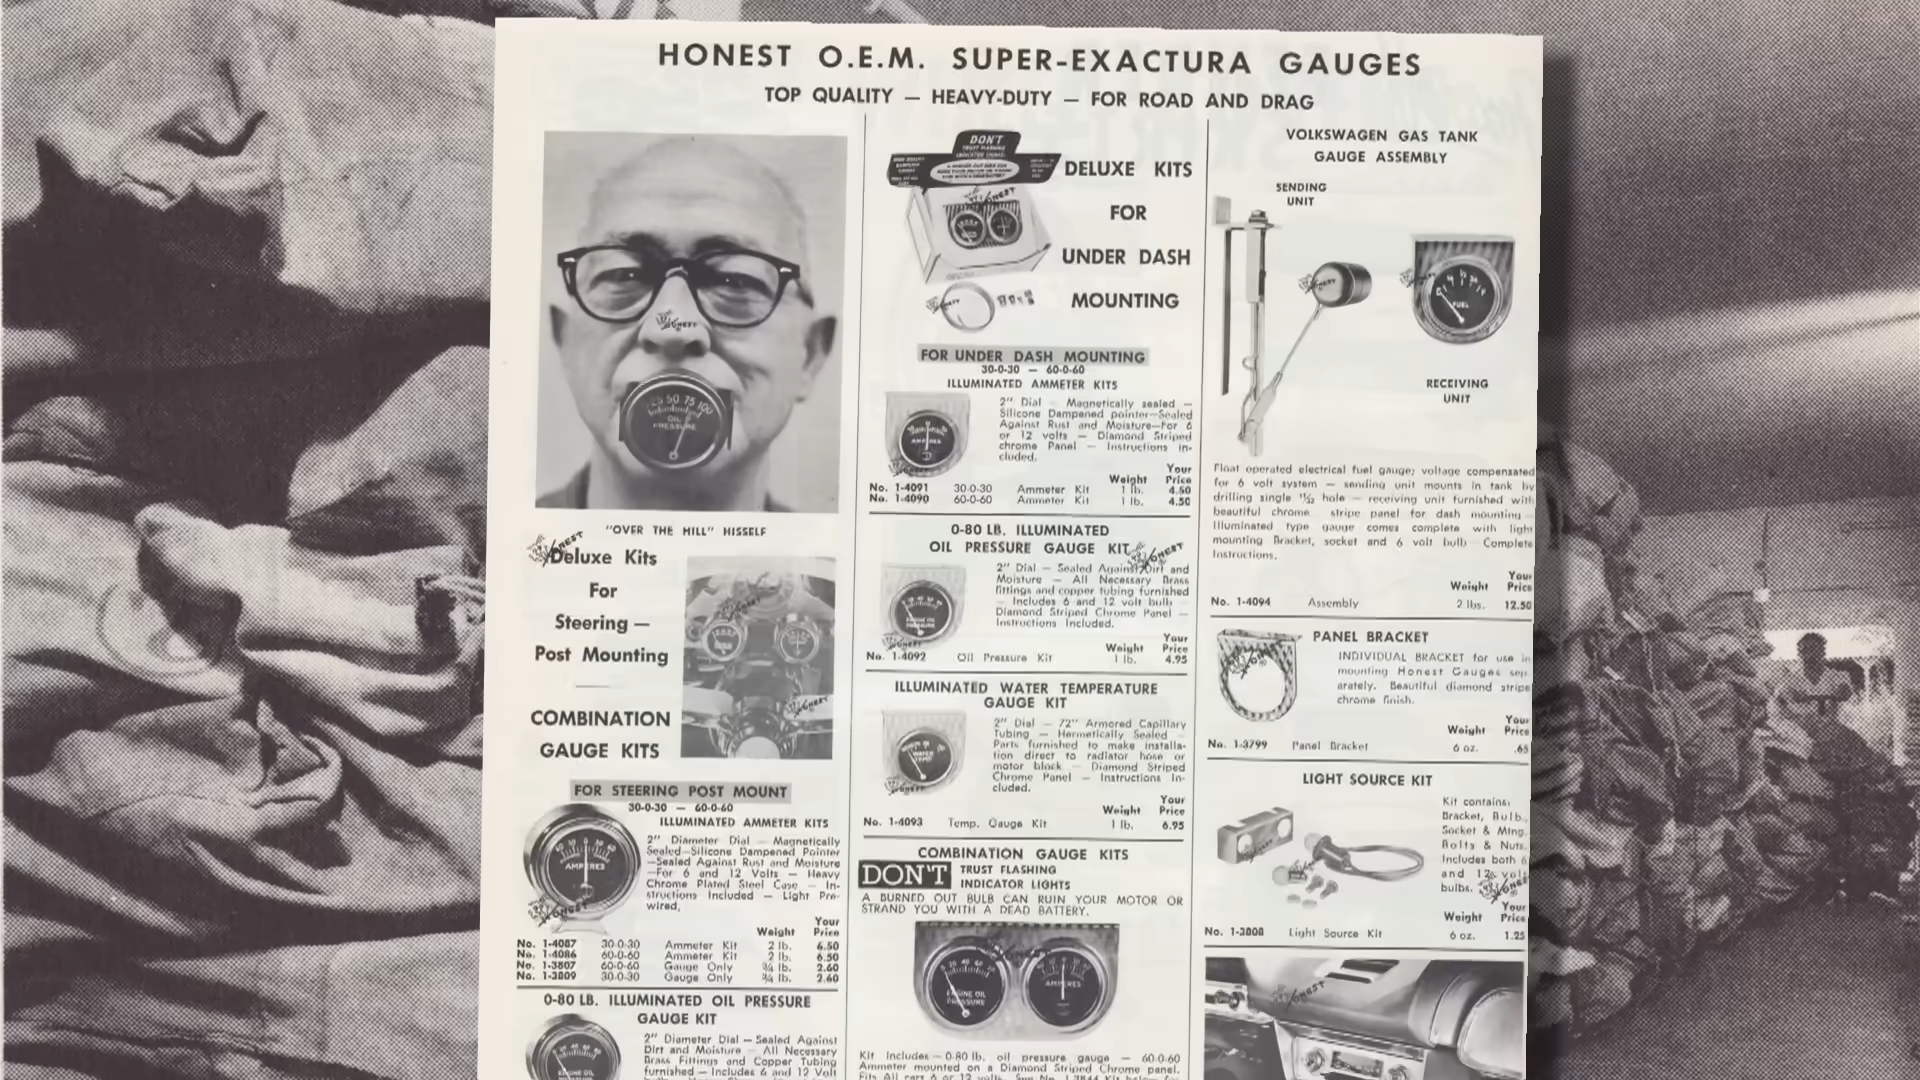 HONEST O.E.M. SUPER-EXACTURA GAUGES
TOP QUALITY — HEAVY-DUTY — FOR ROAD AND DRAG
"OVER THE HILL" HISSELF
Deluxe Kits
For
Steering —
Post Mounting
COMBINATION
GAUGE KITS
FOR STEERING POST MOUNT
30-0-30 — 60-0-60
ILLUMINATED AMMETER KITS
2" Diameter Dial — Magnetically
Sealed—Silicone Dampened Pointer
—Sealed Against Rust and Moisture
—For 6 and 12 Volts — Heavy
Chrome Plated Steel Case — In-
structions Included — Light Pre-
wired,
Weight Your Price
No. 1-4087 30-0-30 Ammeter Kit 2 lb. 6.50
No. 1-4086 60-0-60 Ammeter Kit 2 lb. 6.50
No. 1-3807 60-0-60 Gauge Only ¾ lb. 2.60
No. 1-3809 30-0-30 Gauge Only ¾ lb. 2.60
0-80 LB. ILLUMINATED OIL PRESSURE
GAUGE KIT
2" Diameter Dial — Sealed Against
Dirt and Moisture — All Necessary
Brass Fittings and Copper Tubing
furnished — Includes 6 and 12 Volt
DON'T
DELUXE KITS
FOR
UNDER DASH
MOUNTING
FOR UNDER DASH MOUNTING
30-0-30 — 60-0-60
ILLUMINATED AMMETER KITS
2" Dial — Magnetically sealed —
Silicone Dampened pointer—Sealed
Against Rust and Moisture—For 6
or 12 volts — Diamond Striped
chrome Panel — Instructions in-
cluded.
Weight Your Price
No. 1-4091 30-0-30 Ammeter Kit 1 lb. 4.50
No. 1-4090 60-0-60 Ammeter Kit 1 lb. 4.50
0-80 LB. ILLUMINATED
OIL PRESSURE GAUGE KIT
2" Dial — Sealed Against Dirt and
Moisture — All Necessary Brass
fittings and copper tubing furnished
— Includes 6 and 12 volt bulb —
Diamond Striped Chrome Panel —
Instructions Included.
Weight Your Price
No. 1-4092 Oil Pressure Kit 1 lb. 4.95
ILLUMINATED WATER TEMPERATURE
GAUGE KIT
2" Dial — 72" Armored Capillary
Tubing — Hermetically Sealed —
Parts furnished to make installa-
tion direct to radiator hose or
motor block — Diamond Striped
Chrome Panel — Instructions In-
cluded.
Weight Your Price
No. 1-4093 Temp. Gauge Kit 1 lb. 6.95
COMBINATION GAUGE KITS
DON'T TRUST FLASHING
INDICATOR LIGHTS
A BURNED OUT BULB CAN RUIN YOUR MOTOR OR
STRAND YOU WITH A DEAD BATTERY.
Kit Includes — 0-80 lb. oil pressure gauge — 60-0-60
Ammeter mounted on a Diamond Striped Chrome panel.
VOLKSWAGEN GAS TANK
GAUGE ASSEMBLY
SENDING
UNIT
FUEL
RECEIVING
UNIT
Float operated electrical fuel gauge; voltage compensated
for 6 volt system — sending unit mounts in tank by
drilling single hole — receiving unit furnished with
beautiful chrome stripe panel for dash mounting —
Illuminated type gauge comes complete with light
mounting Bracket, socket and 6 volt bulb — Complete
Instructions.
Weight Your Price
No. 1-4094 Assembly 2 lbs. 12.50
PANEL BRACKET
INDIVIDUAL BRACKET for use in
mounting Honest Gauges sep-
arately. Beautiful diamond stripe
chrome finish.
Weight Your Price
No. 1-3799 Panel Bracket 6 oz. .65
LIGHT SOURCE KIT
Kit contains:
Bracket, Bulb,
Socket & Mtng.
Bolts & Nuts.
Includes both 6
and 12 volt
bulbs.
Weight Your Price
No. 1-3808 Light Source Kit 6 oz. 1.25